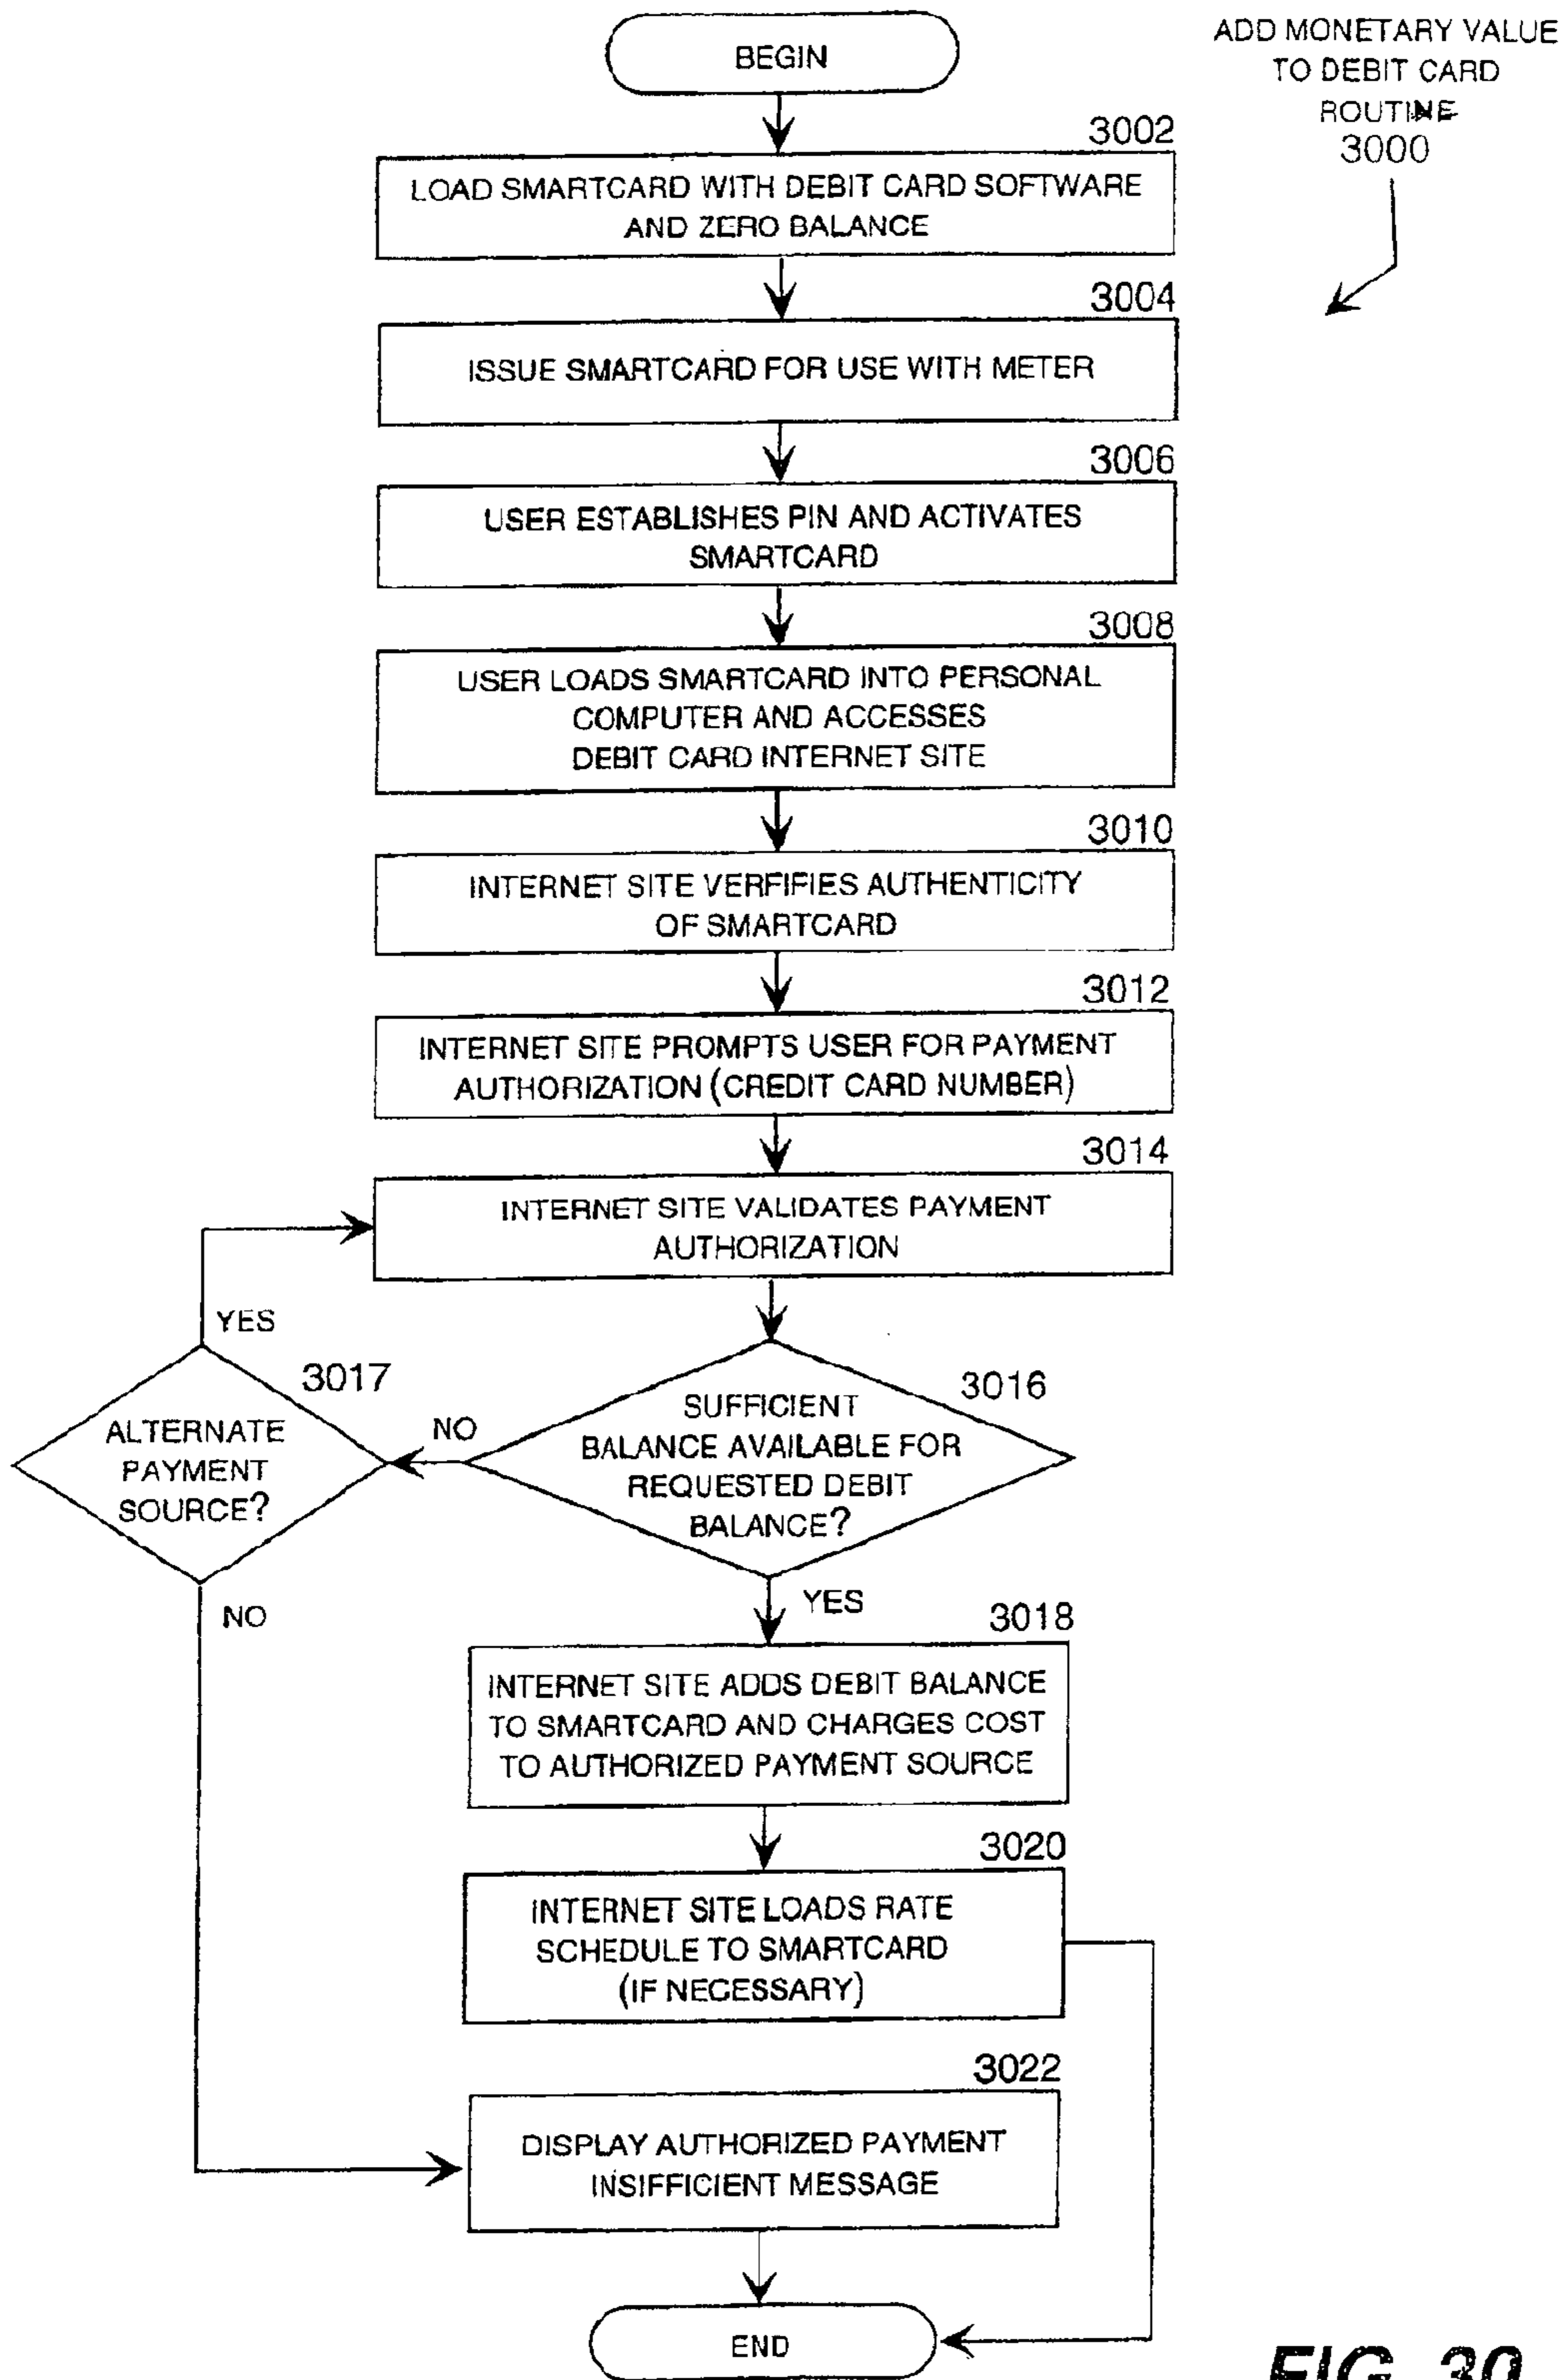 BEGIN
ADD MONETARY VALUE
TO DEBIT CARD
ROUTINE
3000
3002
LOAD SMARTCARD WITH DEBIT CARD SOFTWARE
AND ZERO BALANCE
3004
ISSUE SMARTCARD FOR USE WITH METER
3006
USER ESTABLISHES PIN AND ACTIVATES
SMARTCARD
3008
USER LOADS SMARTCARD INTO PERSONAL
COMPUTER AND ACCESSES
DEBIT CARD INTERNET SITE
3010
INTERNET SITE VERFIFIES AUTHENTICITY
OF SMARTCARD
3012
INTERNET SITE PROMPTS USER FOR PAYMENT
AUTHORIZATION (CREDIT CARD NUMBER)
3014
INTERNET SITE VALIDATES PAYMENT
AUTHORIZATION
YES
3017
ALTERNATE
PAYMENT
SOURCE?
NO
3016
SUFFICIENT
BALANCE AVAILABLE FOR
REQUESTED DEBIT
BALANCE?
YES
NO
3018
INTERNET SITE ADDS DEBIT BALANCE
TO SMARTCARD AND CHARGES COST
TO AUTHORIZED PAYMENT SOURCE
3020
INTERNET SITE LOADS RATE
SCHEDULE TO SMARTCARD
(IF NECESSARY)
3022
DISPLAY AUTHORIZED PAYMENT
INSIFFICIENT MESSAGE
END
FIG. 30